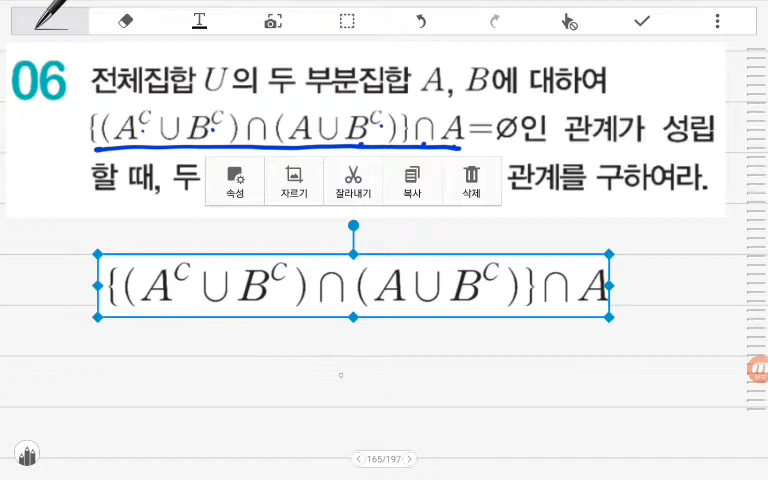 T
06 전체집합 U의 두 부분집합 A, B에 대하여
{(A^C ∪ B^C) ∩ (A ∪ B^C)} ∩ A = ∅인 관계가 성립
할 때, 두 관계를 구하여라.
속성 자르기 잘라내기 복사 삭제
{(A^C ∪ B^C) ∩ (A ∪ B^C)} ∩ A
165/197